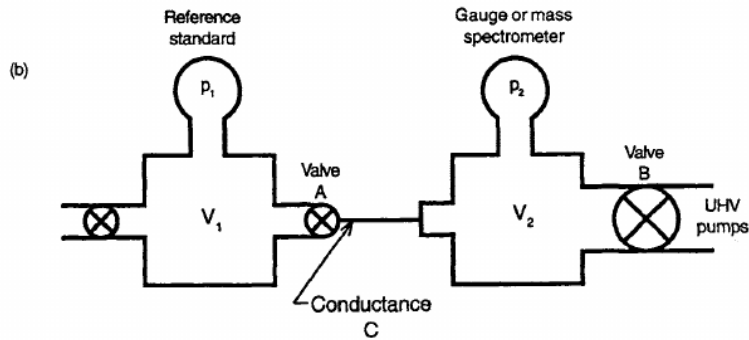 (b)
Reference
standard
p₁
Gauge or mass
spectrometer
p₂
Valve
A
V₁
V₂
Valve
B
UHV
pumps
Conductance
C